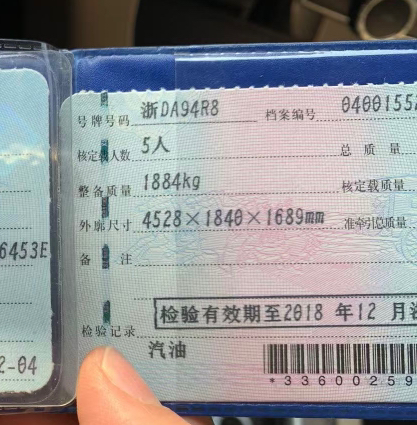 号牌号码 浙DA94R8 档案编号 04001552
核定载人数 5人 总质量
整备质量 1884kg 核定载质量
外廓尺寸 4528×1840×1689mm 准牵引总质量
6453E 备注
检验有效期至2018年12月
检验记录
2-04 汽油
*33600259